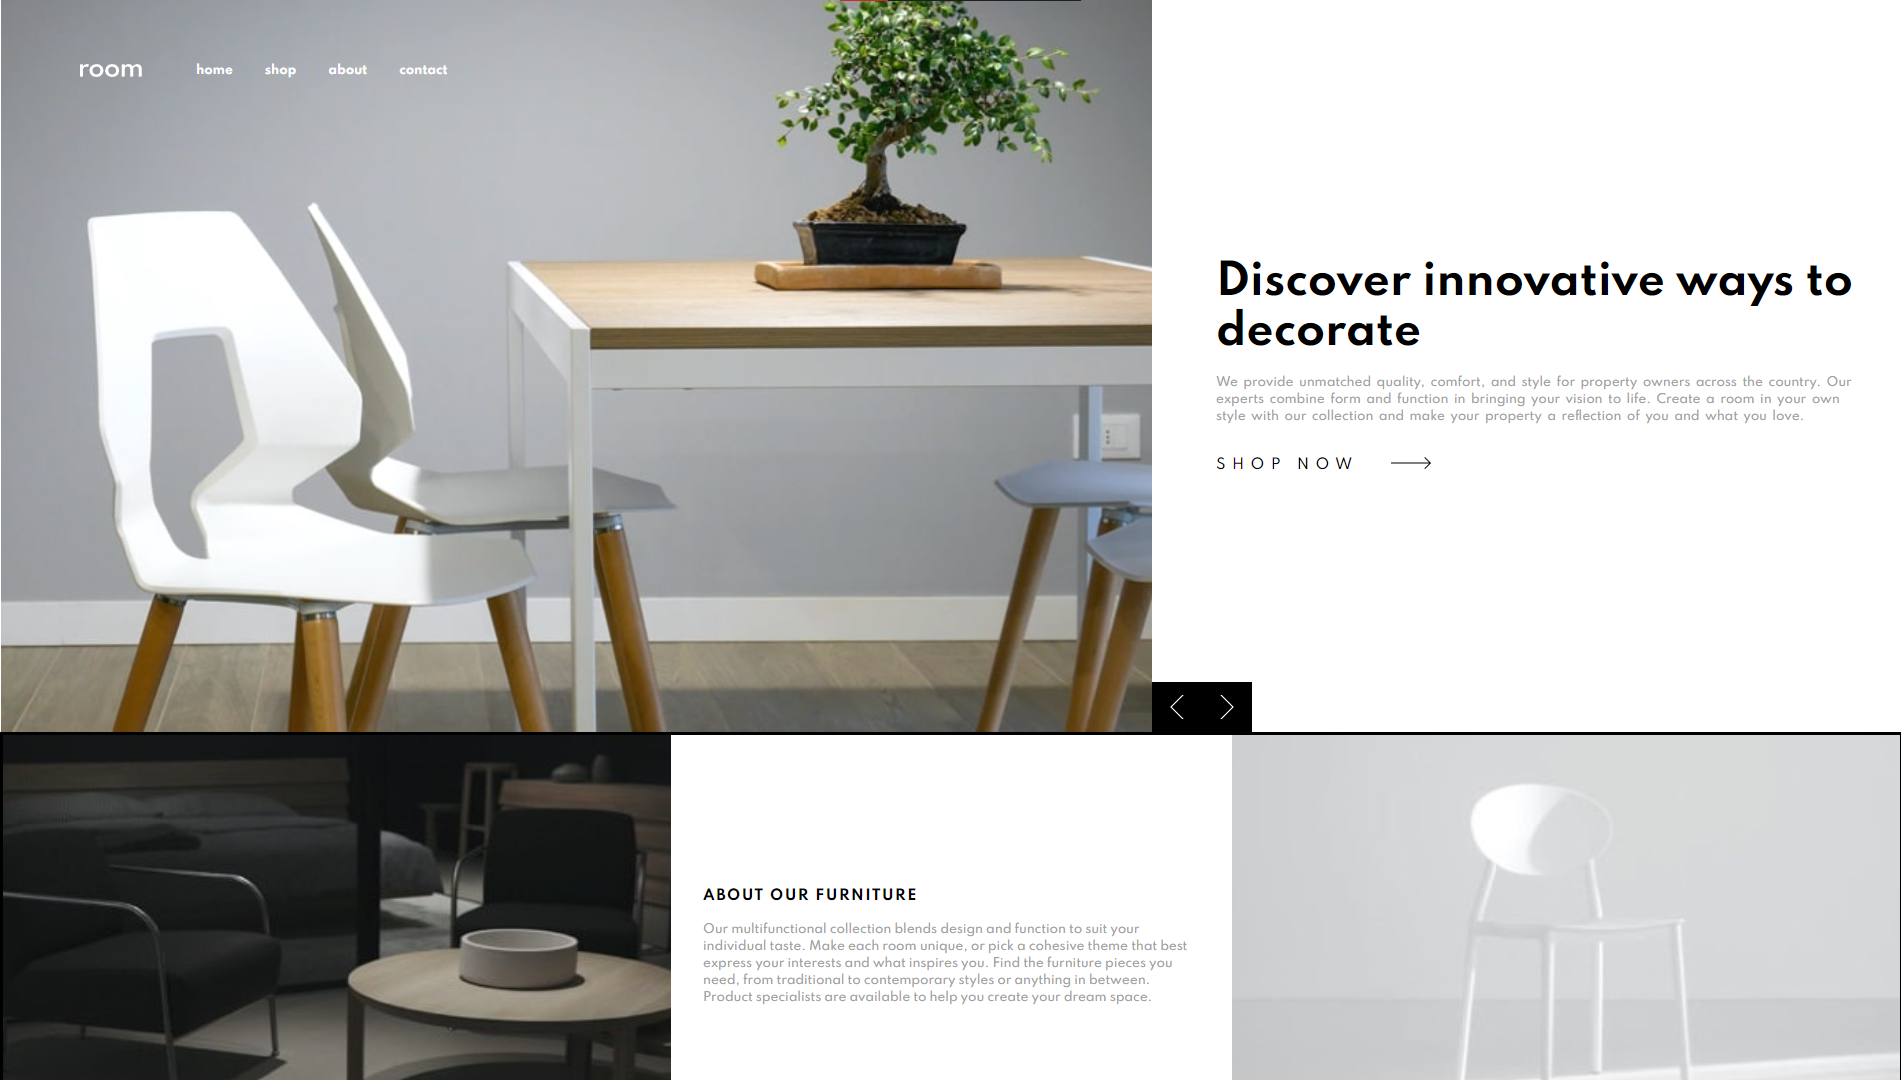 room
home shop about contact
Discover innovative ways to
decorate
We provide unmatched quality, comfort, and style for property owners across the country. Our
experts combine form and function in bringing your vision to life. Create a room in your own
style with our collection and make your property a reflection of you and what you love.
SHOP NOW
ABOUT OUR FURNITURE
Our multifunctional collection blends design and function to suit your
individual taste. Make each room unique, or pick a cohesive theme that best
express your interests and what inspires you. Find the furniture pieces you
need, from traditional to contemporary styles or anything in between.
Product specialists are available to help you create your dream space.